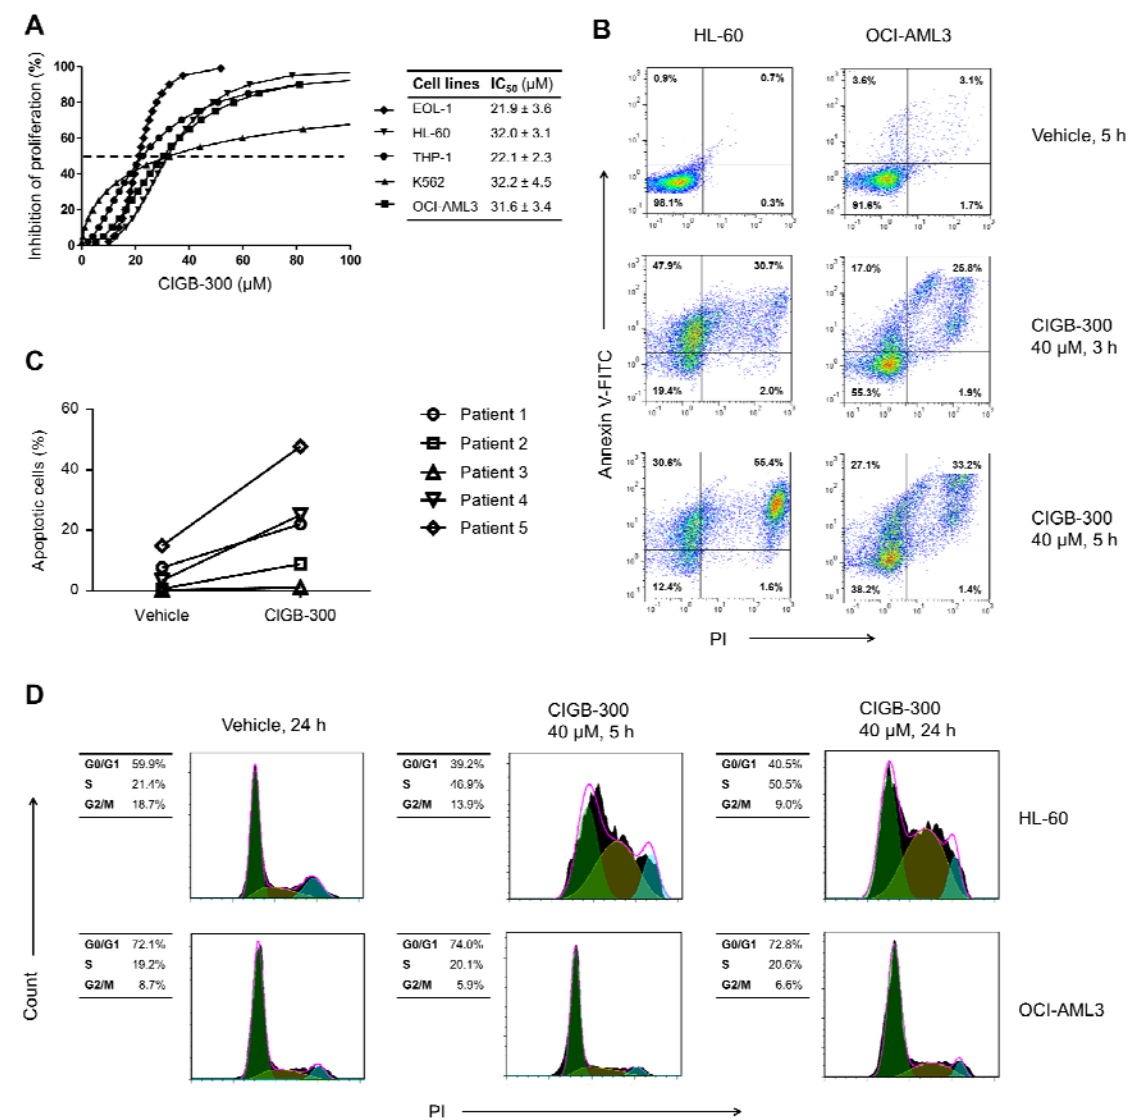 A
Inhibition of proliferation (%)
100
80
60
40
20
0
0 20 40 60 80 100
CIGB-300 (µM)
Cell lines IC50 (µM)
EOL-1 21.9 ± 3.6
HL-60 32.0 ± 3.1
THP-1 22.1 ± 2.3
K562 32.2 ± 4.5
OCI-AML3 31.6 ± 3.4
B
HL-60 OCI-AML3
0.9% 0.7%
98.1% 0.3%
3.6% 3.1%
91.6% 1.7%
Vehicle, 5 h
47.9% 30.7%
19.4% 2.0%
17.0% 25.8%
55.3% 1.9%
CIGB-300
40 µM, 3 h
30.6% 55.4%
12.4% 1.6%
27.1% 33.2%
38.2% 1.4%
CIGB-300
40 µM, 5 h
Annexin V-FITC
PI
C
Apoptotic cells (%)
60
40
20
0
Vehicle CIGB-300
Patient 1
Patient 2
Patient 3
Patient 4
Patient 5
D
Vehicle, 24 h
CIGB-300
40 µM, 5 h
CIGB-300
40 µM, 24 h
G0/G1 59.9%
S 21.4%
G2/M 18.7%
G0/G1 39.2%
S 46.9%
G2/M 13.9%
G0/G1 40.5%
S 50.5%
G2/M 9.0%
HL-60
G0/G1 72.1%
S 19.2%
G2/M 8.7%
G0/G1 74.0%
S 20.1%
G2/M 5.9%
G0/G1 72.8%
S 20.6%
G2/M 6.6%
OCI-AML3
Count
PI